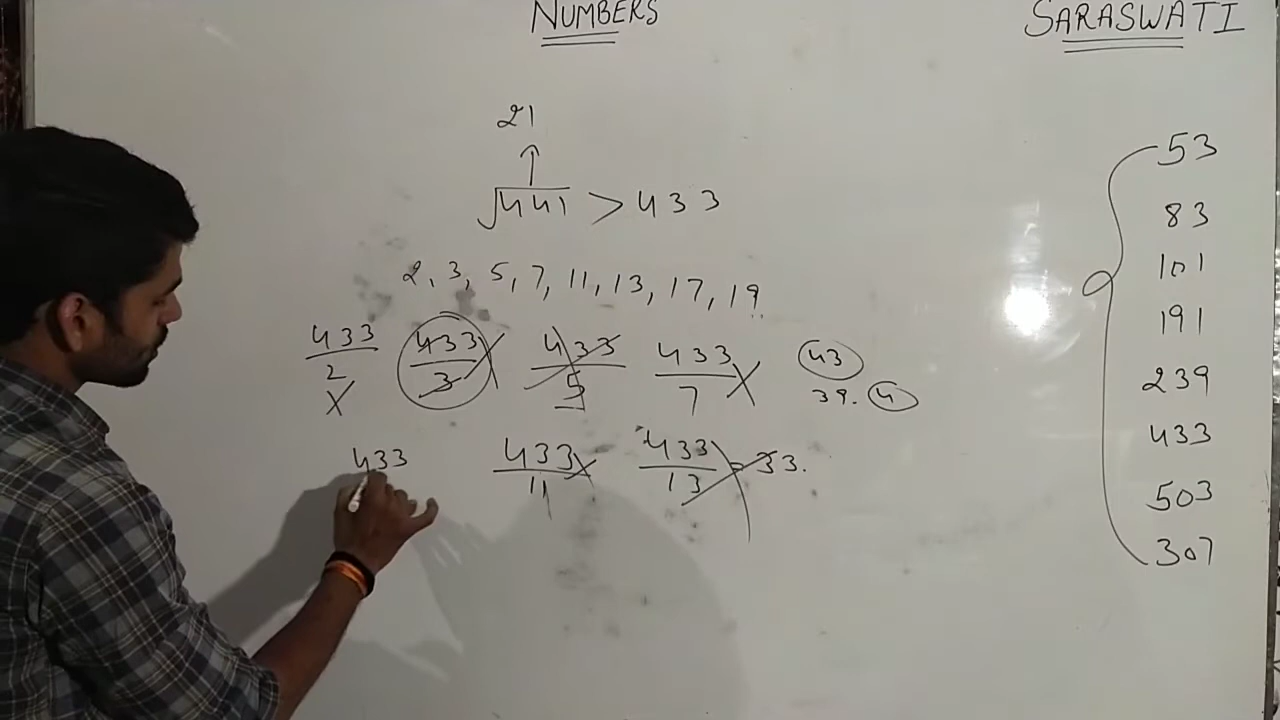 NUMBERS
SARASWATI
21
↑
√441 > 433
2, 3, 5, 7, 11, 13, 17, 19
433/2 X 433/3 433/5 433/7 X 43
39. 4
433 433/11 X 433/13 = 33.
53
83
101
191
239
433
503
307